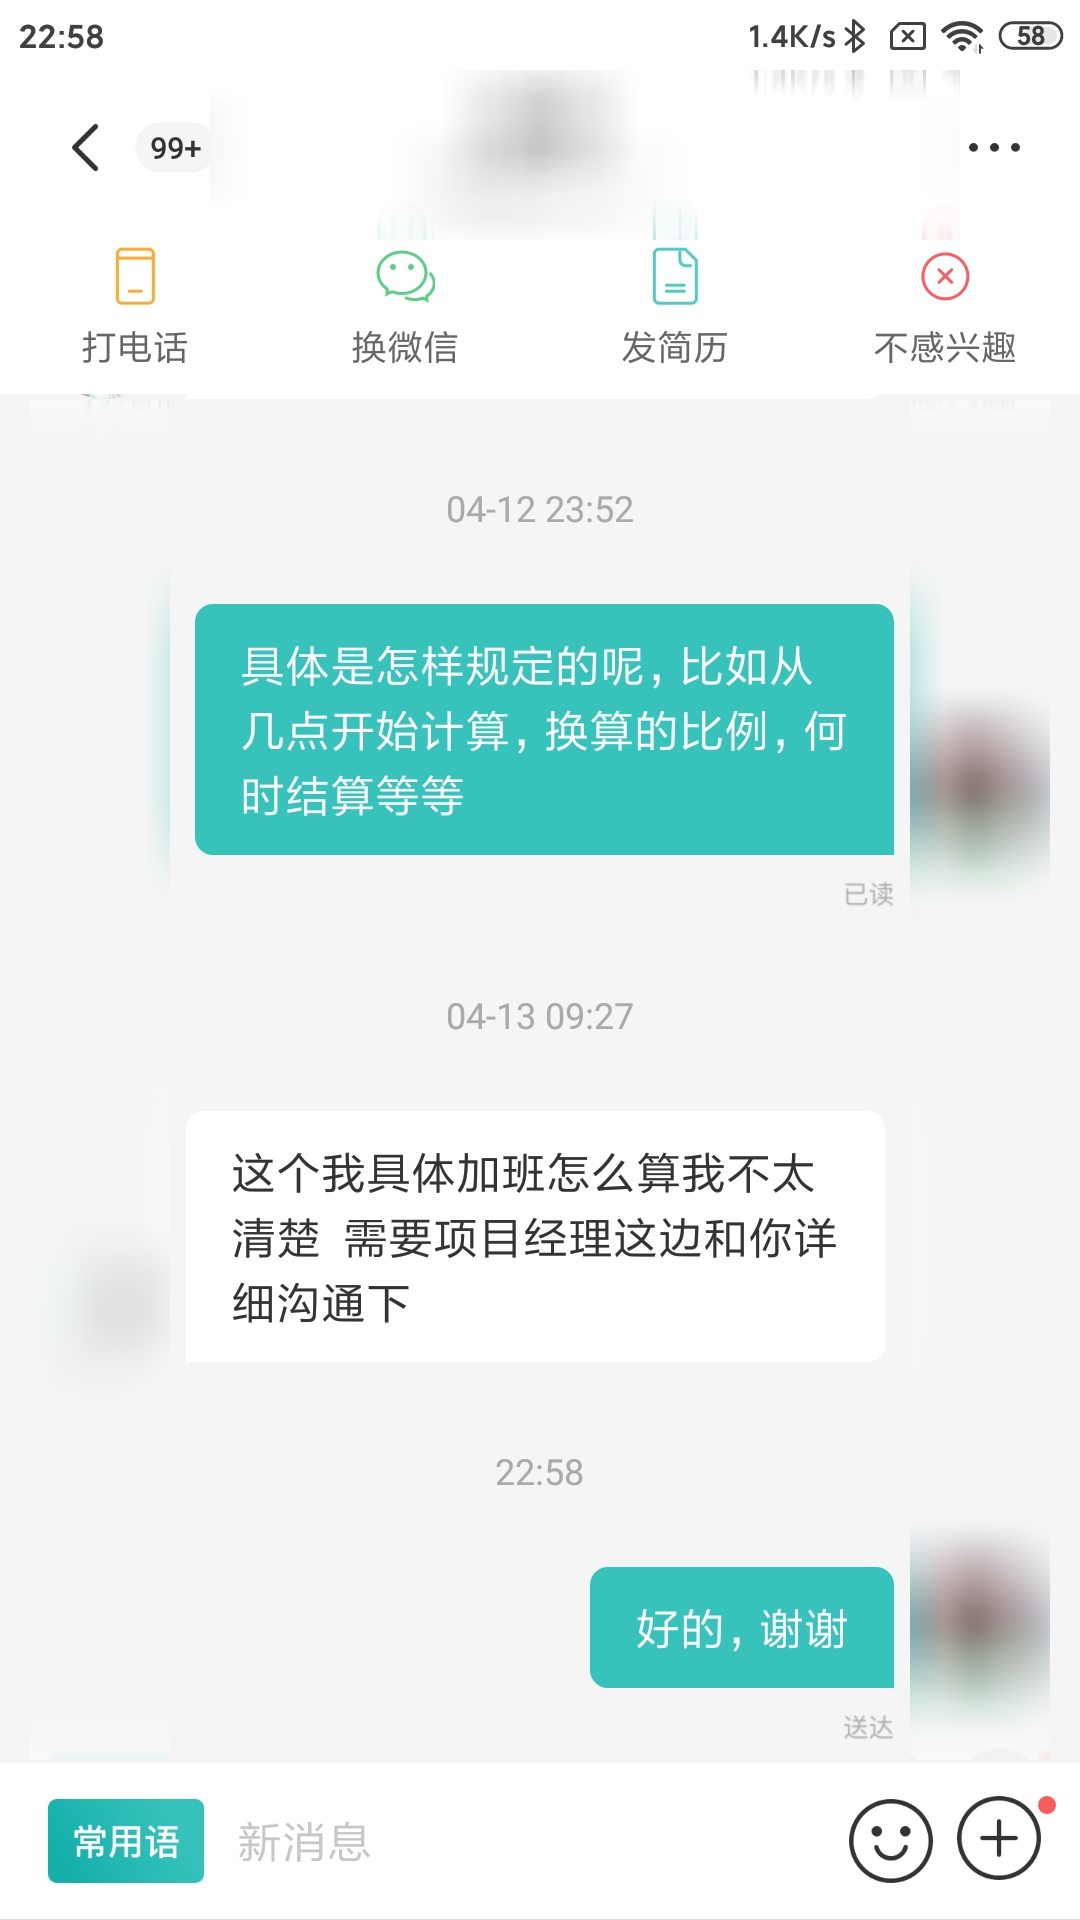 22:58
1.4K/s
58
99+
打电话
换微信
发简历
不感兴趣
04-12 23:52
具体是怎样规定的呢，比如从
几点开始计算，换算的比例，何
时结算等等
已读
04-13 09:27
这个我具体加班怎么算我不太
清楚 需要项目经理这边和你详
细沟通下
22:58
好的，谢谢
送达
常用语
新消息